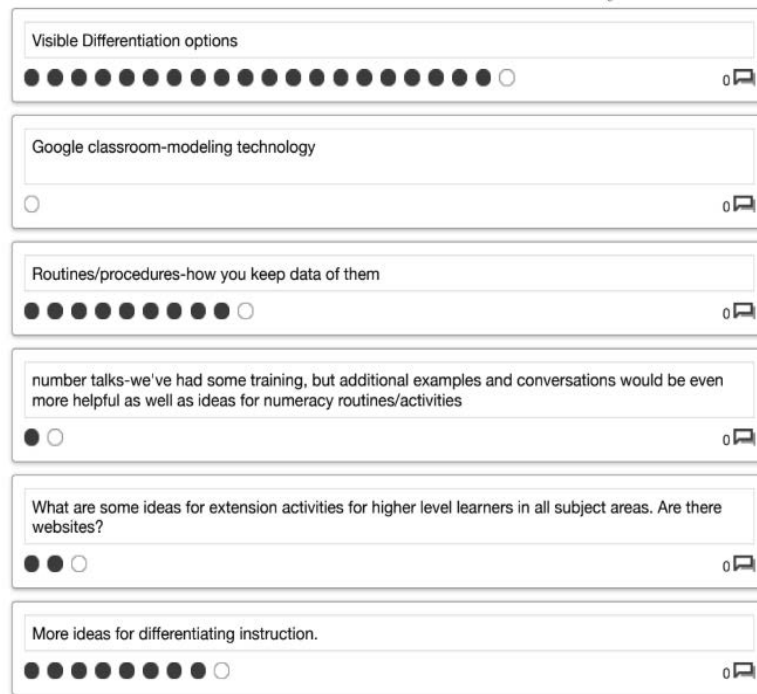 Visible Differentiation options
0
Google classroom-modeling technology
0
Routines/procedures-how you keep data of them
0
number talks-we've had some training, but additional examples and conversations would be even
more helpful as well as ideas for numeracy routines/activities
0
What are some ideas for extension activities for higher level learners in all subject areas. Are there
websites?
0
More ideas for differentiating instruction.
0